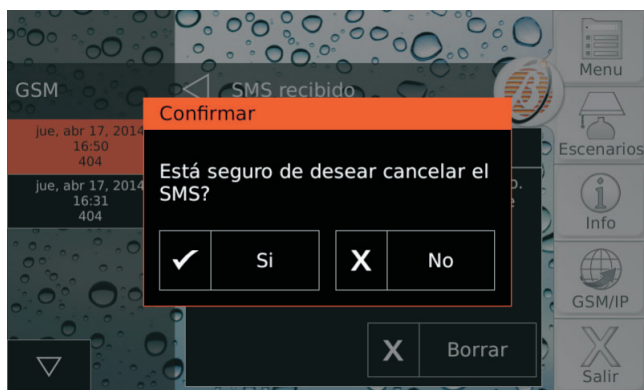 GSM
SMS recibido
jue, abr 17, 2014
16:50
404
jue, abr 17, 2014
16:31
404
Confirmar
Está seguro de desear cancelar el
SMS?
Si
No
Borrar
Menu
Escenarios
Info
GSM/IP
Salir